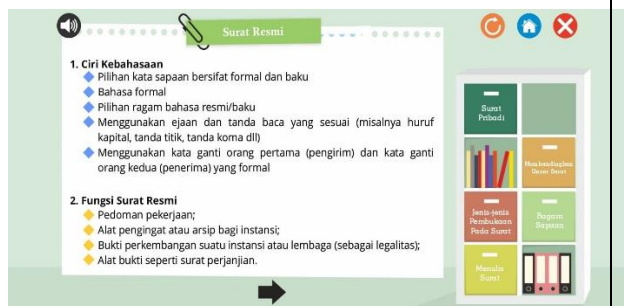 Surat Resmi
1. Ciri Kebahasaan
Pilihan kata sapaan bersifat formal dan baku
Bahasa formal
Pilihan ragam bahasa resmi/baku
Menggunakan ejaan dan tanda baca yang sesuai (misalnya huruf
kapital, tanda titik, tanda koma dll)
Menggunakan kata ganti orang pertama (pengirim) dan kata ganti
orang kedua (penerima) yang formal
2. Fungsi Surat Resmi
Pedoman pekerjaan;
Alat pengingat atau arsip bagi instansi;
Bukti perkembangan suatu instansi atau lembaga (sebagai legalitas);
Alat bukti seperti surat perjanjian.
Surat
Pribadi
Membandingkan
Unsur Surat
Jenis-jenis
Pembukaan
Pada Surat
Ragam
Sapaan
Menulis
Surat